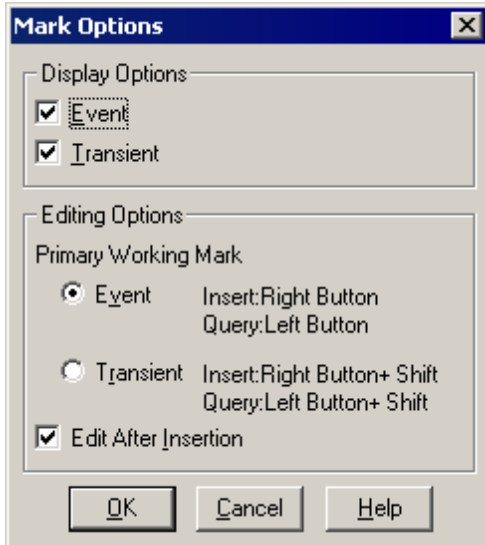 Mark Options
Display Options
Event
Transient
Editing Options
Primary Working Mark
Event Insert:Right Button
Query:Left Button
Transient Insert:Right Button+ Shift
Query:Left Button+ Shift
Edit After Insertion
OK Cancel Help